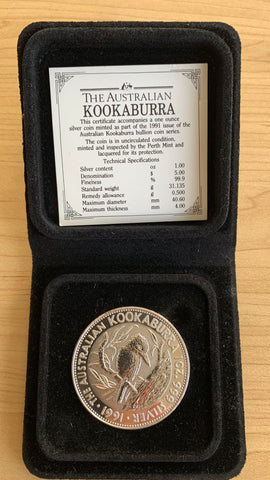 THE AUSTRALIAN
KOOKABURRA
This certificate accompanies a one ounce
silver coin minted as part of the 1991 issue of the
Australian Kookaburra bullion coin series.
The coin is in uncirculated condition,
minted and inspected by the Perth Mint and
lacquered for its protection.
Technical Specifications
Silver content oz 1.00
Denomination $ 5.00
Fineness % 99.9
Standard weight g 31.135
Remedy allowance g 0.500
Maximum diameter mm 40.60
Maximum thickness mm 4.00
1991 · THE AUSTRALIAN KOOKABURRA · 1 OZ. 999 SILVER ·